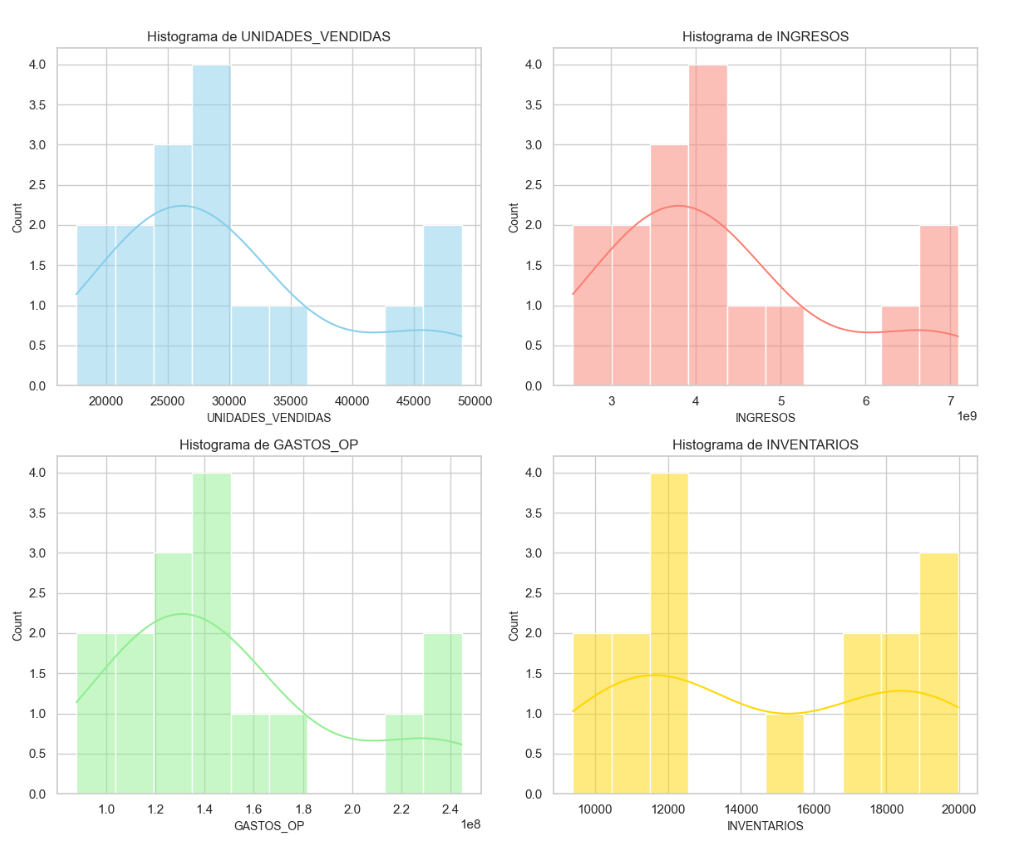 Histograma de UNIDADES_VENDIDAS
4.0
3.5
3.0
2.5
2.0
1.5
1.0
0.5
0.0
Count
20000 25000 30000 35000 40000 45000 50000
UNIDADES_VENDIDAS
Histograma de INGRESOS
4.0
3.5
3.0
2.5
2.0
1.5
1.0
0.5
0.0
Count
3 4 5 6 7
1e9
INGRESOS
Histograma de GASTOS_OP
4.0
3.5
3.0
2.5
2.0
1.5
1.0
0.5
0.0
Count
1.0 1.2 1.4 1.6 1.8 2.0 2.2 2.4
1e8
GASTOS_OP
Histograma de INVENTARIOS
4.0
3.5
3.0
2.5
2.0
1.5
1.0
0.5
0.0
Count
10000 12000 14000 16000 18000 20000
INVENTARIOS